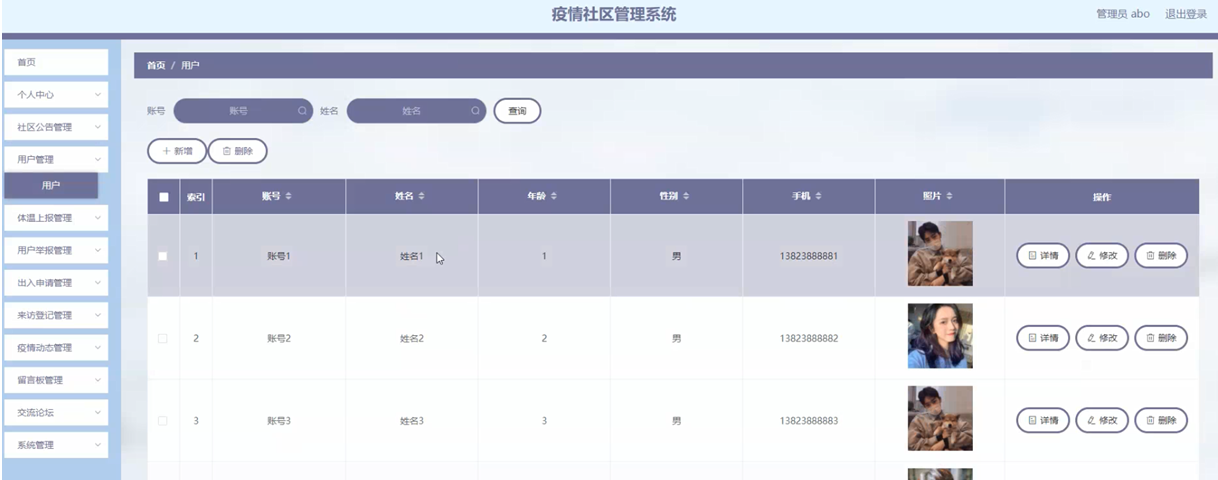 疫情社区管理系统
管理员 abo 退出登录
首页
个人中心
社区公告管理
用户管理
用户
体温上报管理
用户举报管理
出入申请管理
来访登记管理
疫情动态管理
留言板管理
交流论坛
系统管理
首页 / 用户
账号 账号 姓名 姓名 查询
新增 删除
索引 账号 姓名 年龄 性别 手机 照片 操作
1 账号1 姓名1 1 男 13823888881 详情 修改 删除
2 账号2 姓名2 2 男 13823888882 详情 修改 删除
3 账号3 姓名3 3 男 13823888883 详情 修改 删除